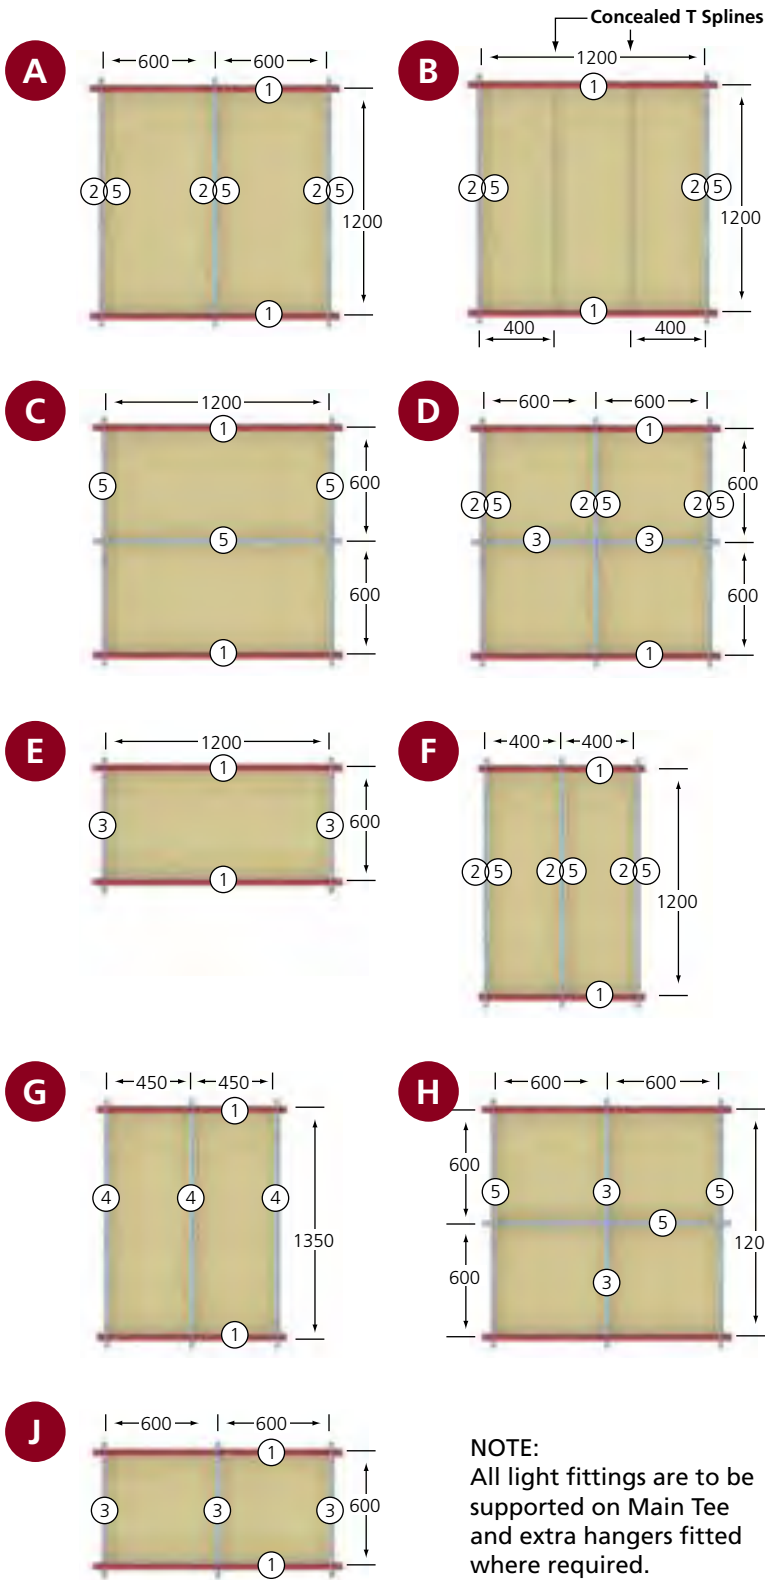 Concealed T Splines
A
600 600
1
2 5 2 5 2 5
1200
1
B
1200
1
2 5 2 5
1200
1
400 400
C
1200
1
5 5
600
5
600
1
D
600 600
1
600
2 5 2 5 2 5
3 3
600
1
E
1200
1
3 3 600
1
F
400 400
1
2 5 2 5 2 5
1200
1
G
450 450
1
4 4 4
1350
1
H
600 600
600
5 3 5
5
120
600
3
J
600 600
1
3 3 3 600
1
NOTE:
All light fittings are to be
supported on Main Tee
and extra hangers fitted
where required.